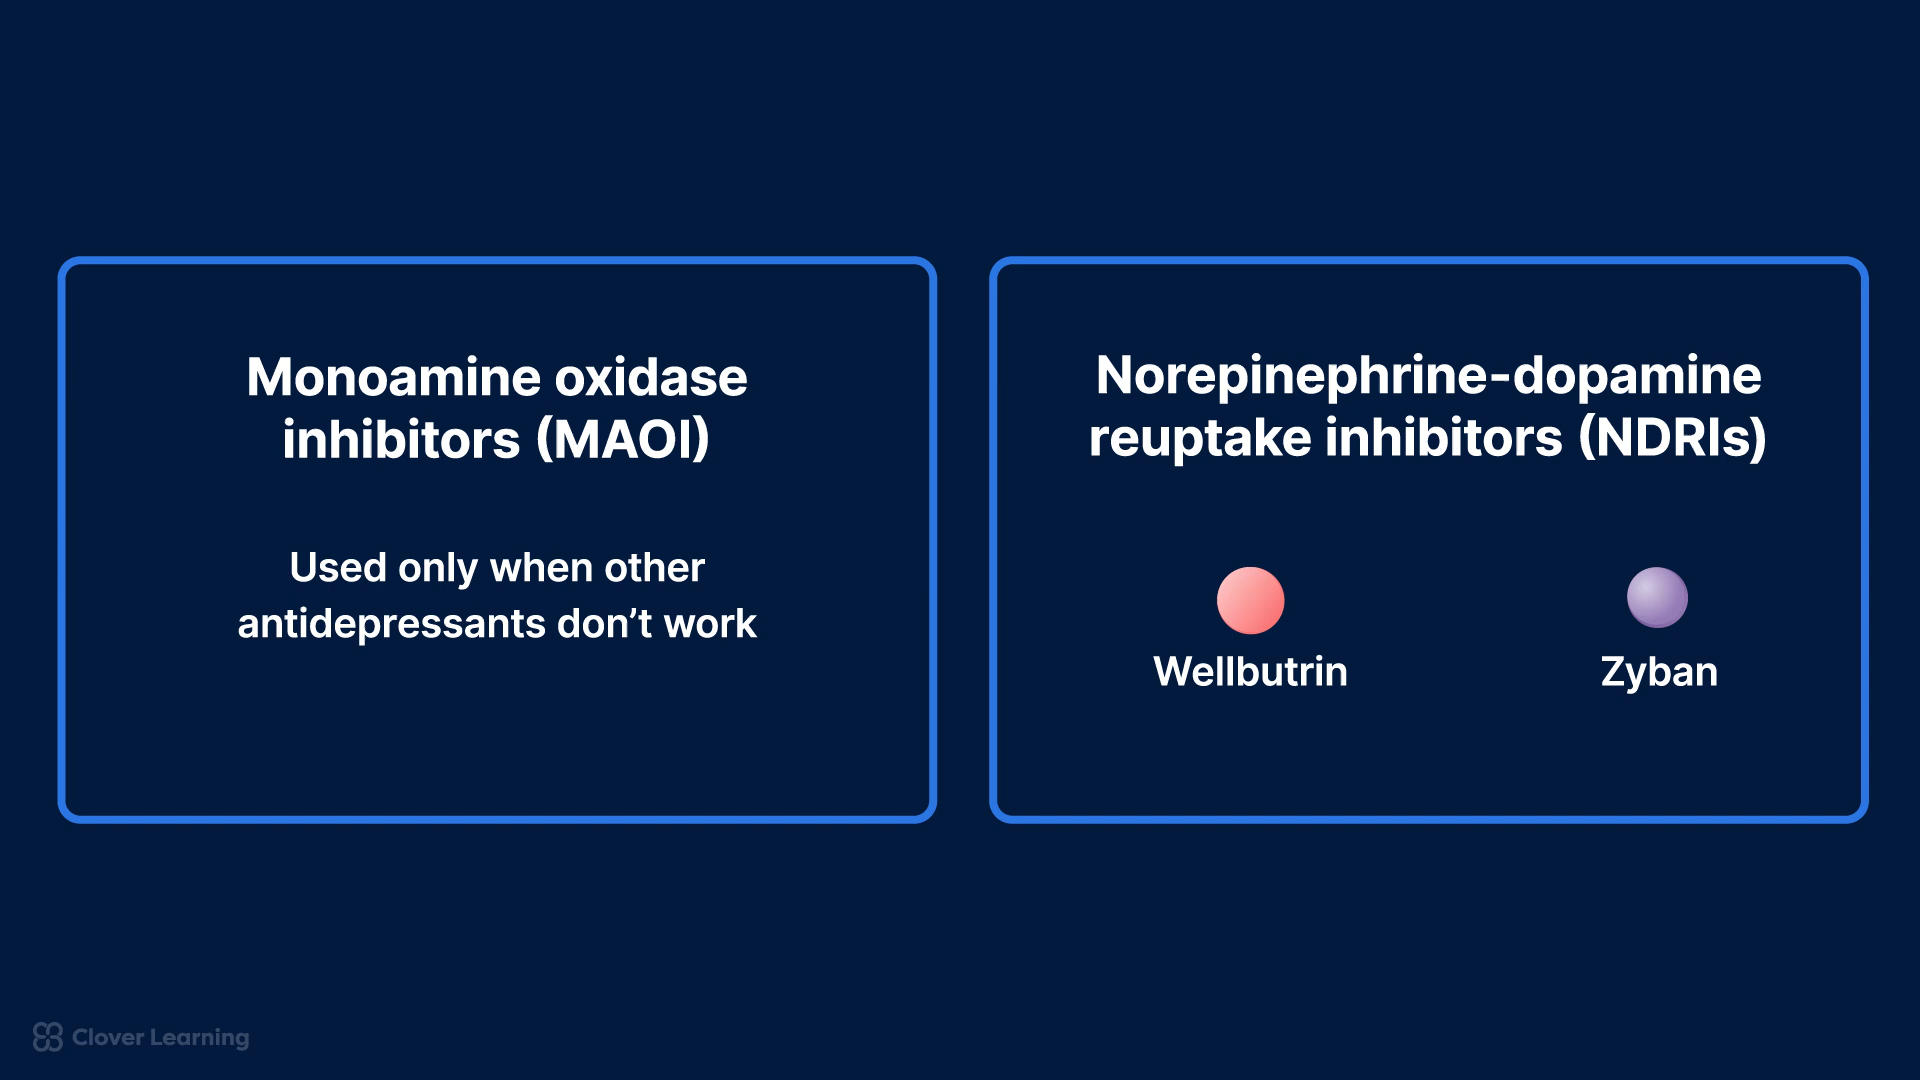 Monoamine oxidase
inhibitors (MAOI)
Used only when other
antidepressants don’t work
Norepinephrine-dopamine
reuptake inhibitors (NDRIs)
Wellbutrin
Zyban
Clover Learning